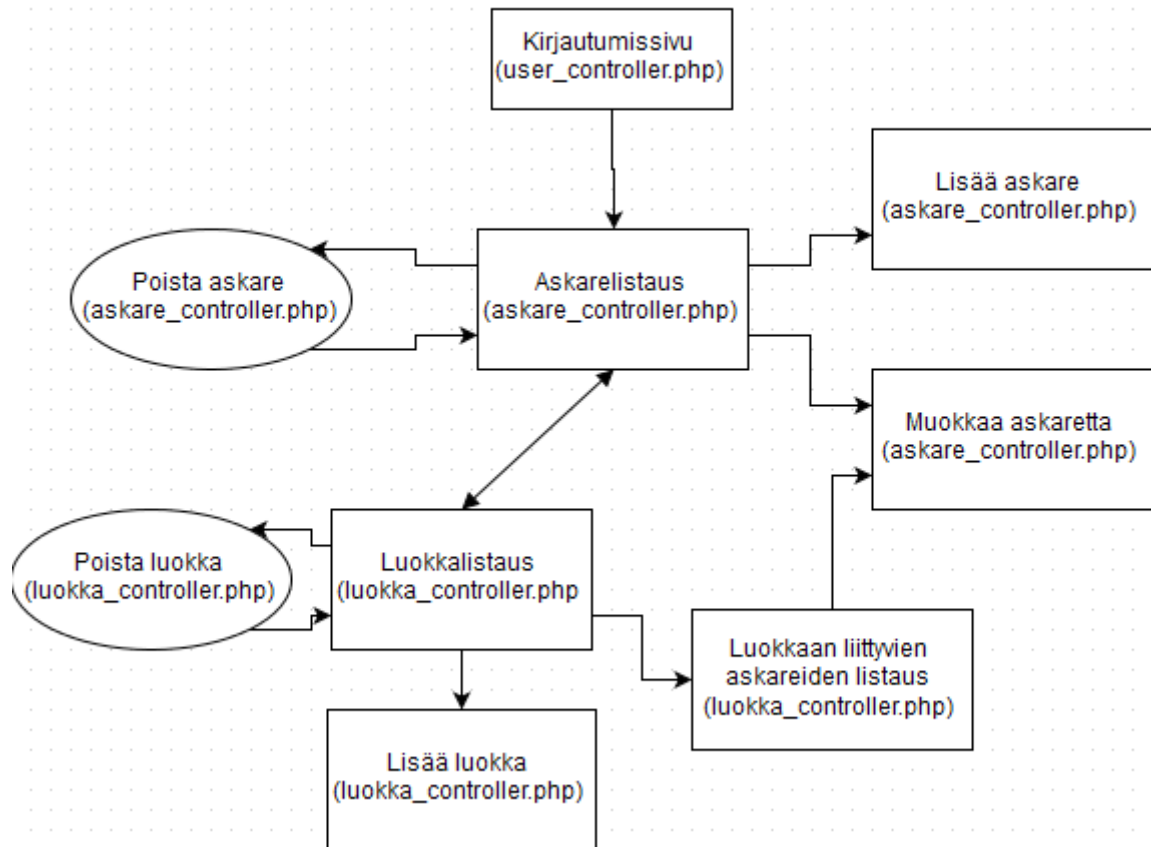 Kirjautumissivu
(user_controller.php)
Lisää askare
(askare_controller.php)
Poista askare
(askare_controller.php)
Askarelistaus
(askare_controller.php)
Muokkaa askaretta
(askare_controller.php)
Poista luokka
(luokka_controller.php)
Luokkalistaus
(luokka_controller.php
Luokkaan liittyvien
askareiden listaus
(luokka_controller.php)
Lisää luokka
(luokka_controller.php)